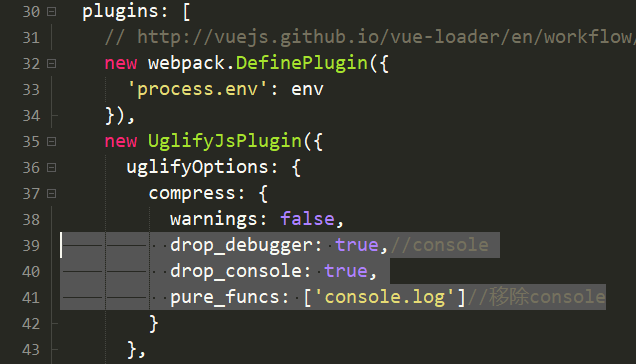 30 plugins: [
31 // http://vuejs.github.io/vue-loader/en/workflow/
32 new webpack.DefinePlugin({
33 'process.env': env
34 }),
35 new UglifyJsPlugin({
36 uglifyOptions: {
37 compress: {
38 warnings: false,
39 drop_debugger: true,//console
40 drop_console: true,
41 pure_funcs: ['console.log']//移除console
42 }
43 },